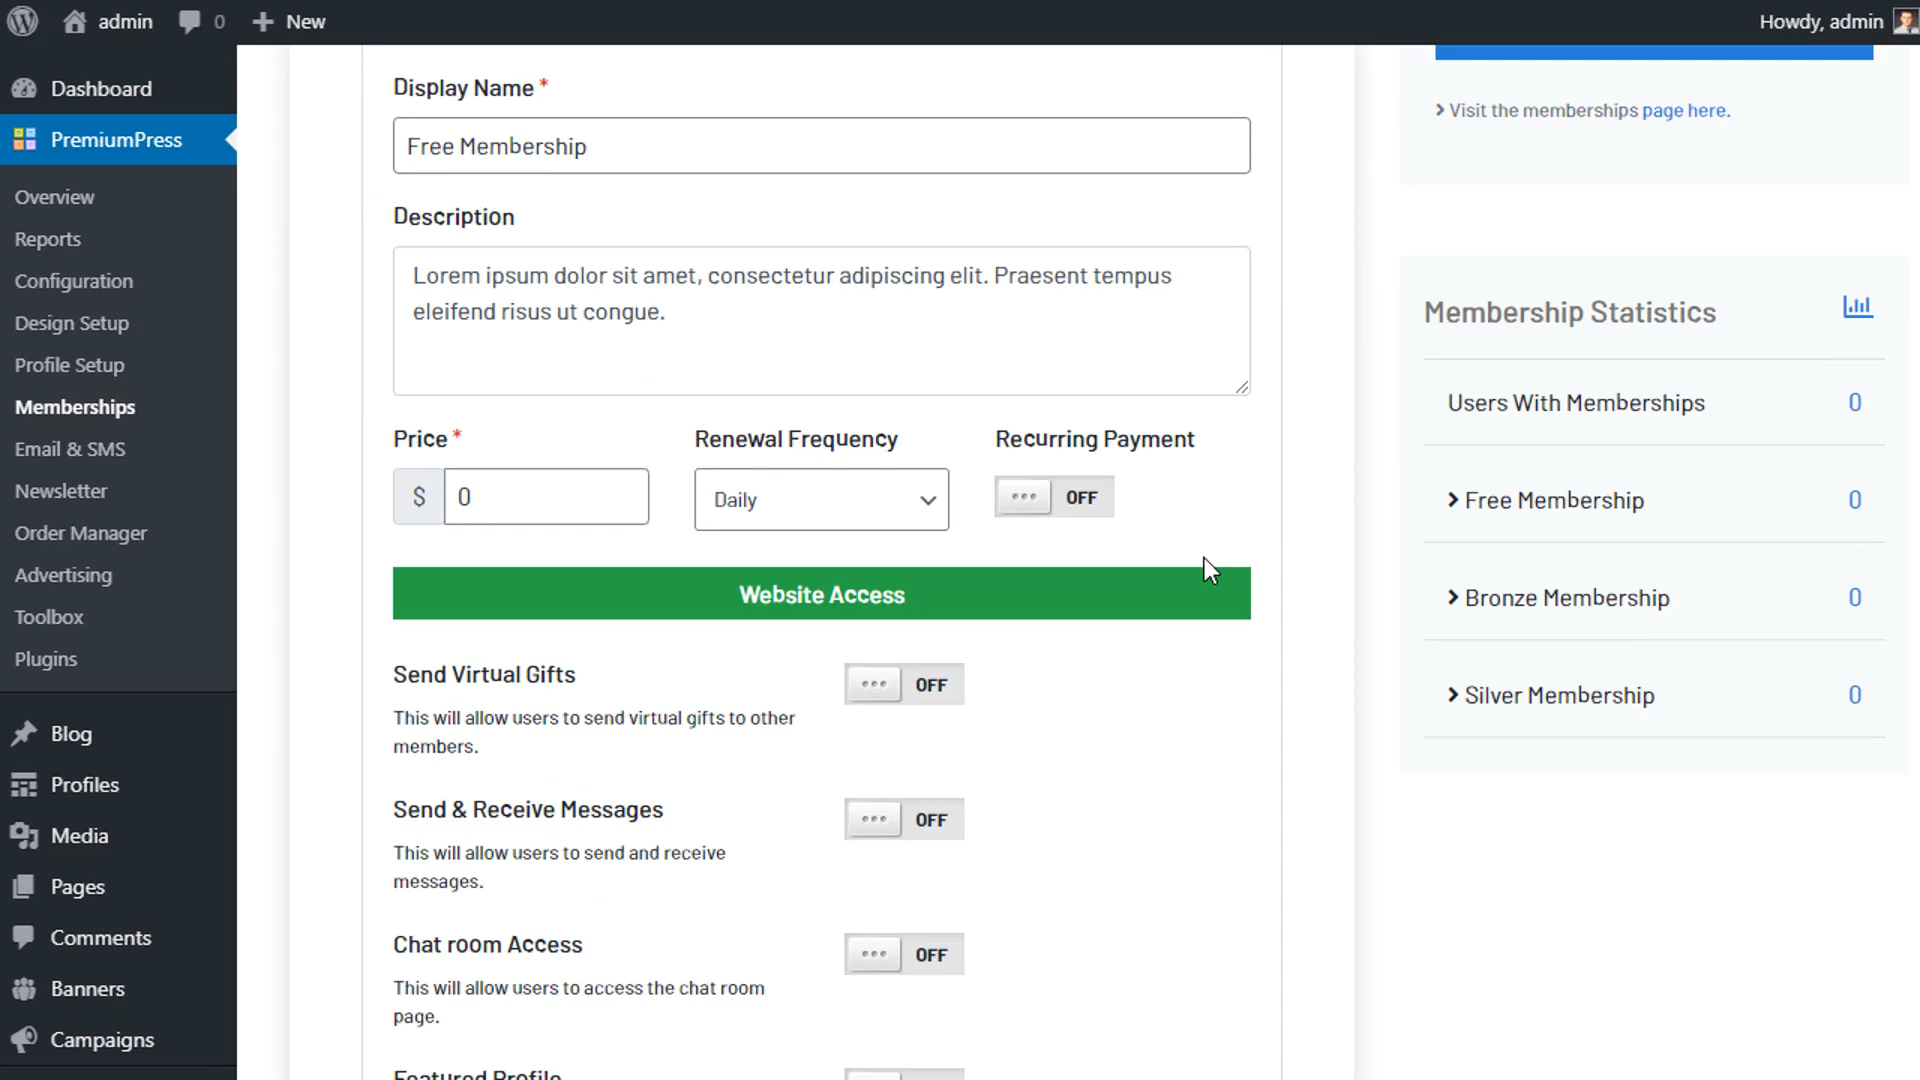 admin
0
New
Howdy, admin
Dashboard
PremiumPress
Overview
Reports
Configuration
Design Setup
Profile Setup
Memberships
Email & SMS
Newsletter
Order Manager
Advertising
Toolbox
Plugins
Blog
Profiles
Media
Pages
Comments
Banners
Campaigns
Display Name *
Free Membership
Description
Lorem ipsum dolor sit amet, consectetur adipiscing elit. Praesent tempus
eleifend risus ut congue.
Price * Renewal Frequency Recurring Payment
$ 0 Daily OFF
Website Access
Send Virtual Gifts OFF
This will allow users to send virtual gifts to other
members.
Send & Receive Messages OFF
This will allow users to send and receive
messages.
Chat room Access OFF
This will allow users to access the chat room
page.
Featured Profile
Visit the memberships page here.
Membership Statistics
Users With Memberships 0
Free Membership 0
Bronze Membership 0
Silver Membership 0